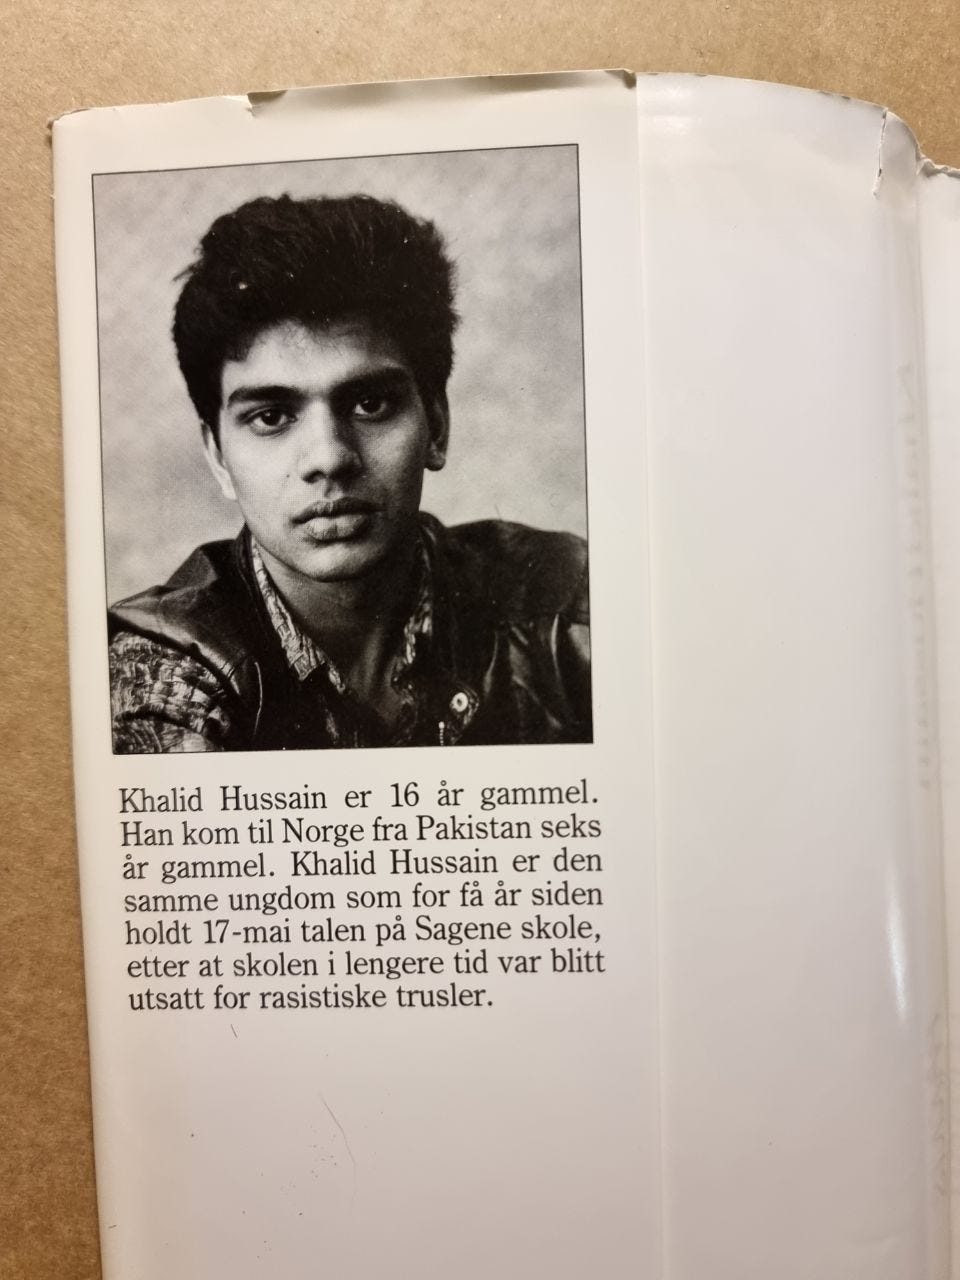 Khalid Hussain er 16 år gammel.
Han kom til Norge fra Pakistan seks
år gammel. Khalid Hussain er den
samme ungdom som for få år siden
holdt 17-mai talen på Sagene skole,
etter at skolen i lengere tid var blitt
utsatt for rasistiske trusler.